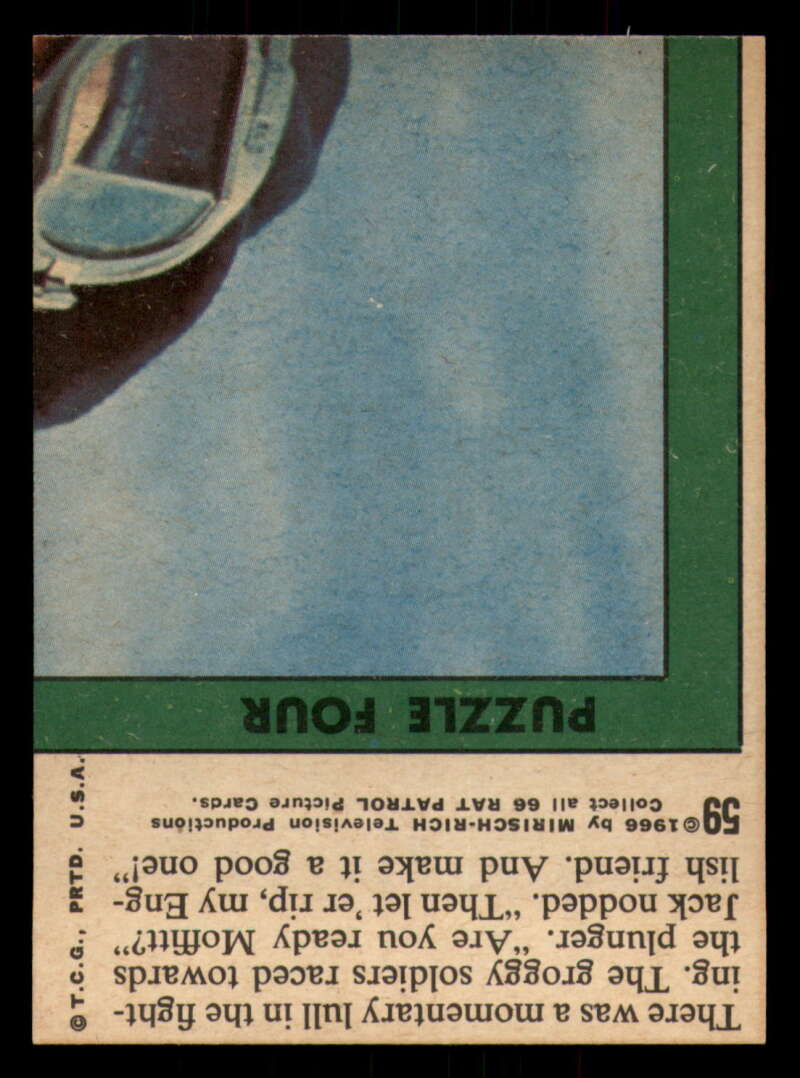 There was a momentary lull in the fight-
ing. The groggy soldiers raced towards
the plunger. “Are you ready Moffitt?”
Jack nodded. “Then let ’er rip, my Eng-
lish friend. And make it a good one!”
59 ©1966 by MIRISCH-RICH Television Productions
Collect all 66 RAT PATROL Picture Cards.
PUZZLE FOUR
© T.C.G., PRTD. U.S.A.